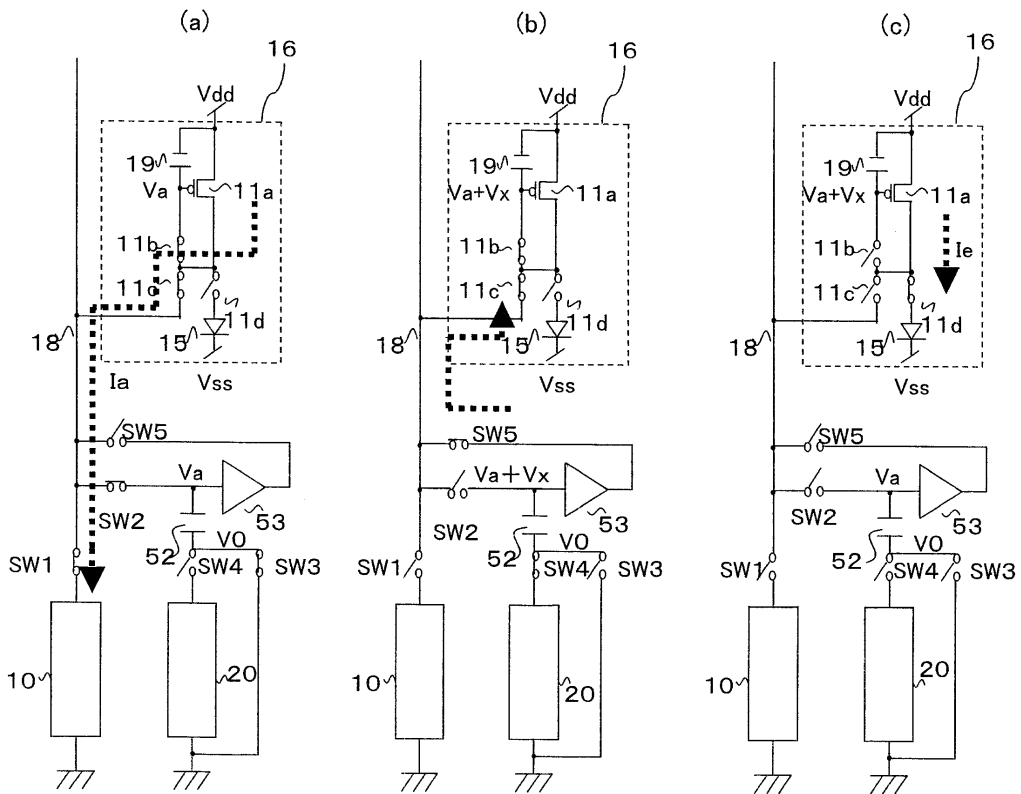 (a)
16
Vdd
19
Va
11a
11b
11c
11d
15
18
Vss
Ia
SW5
Va
SW2
53
52
V0
SW1
SW4
SW3
10
20
(b)
16
Vdd
19
Va+Vx
11a
11b
11c
11d
15
18
Vss
SW5
Va+Vx
SW2
53
52
V0
SW1
SW4
SW3
10
20
(c)
16
Vdd
19
Va+Vx
11a
11b
Ie
11c
11d
15
18
Vss
SW5
Va
SW2
53
52
V0
SW1
SW4
SW3
10
20